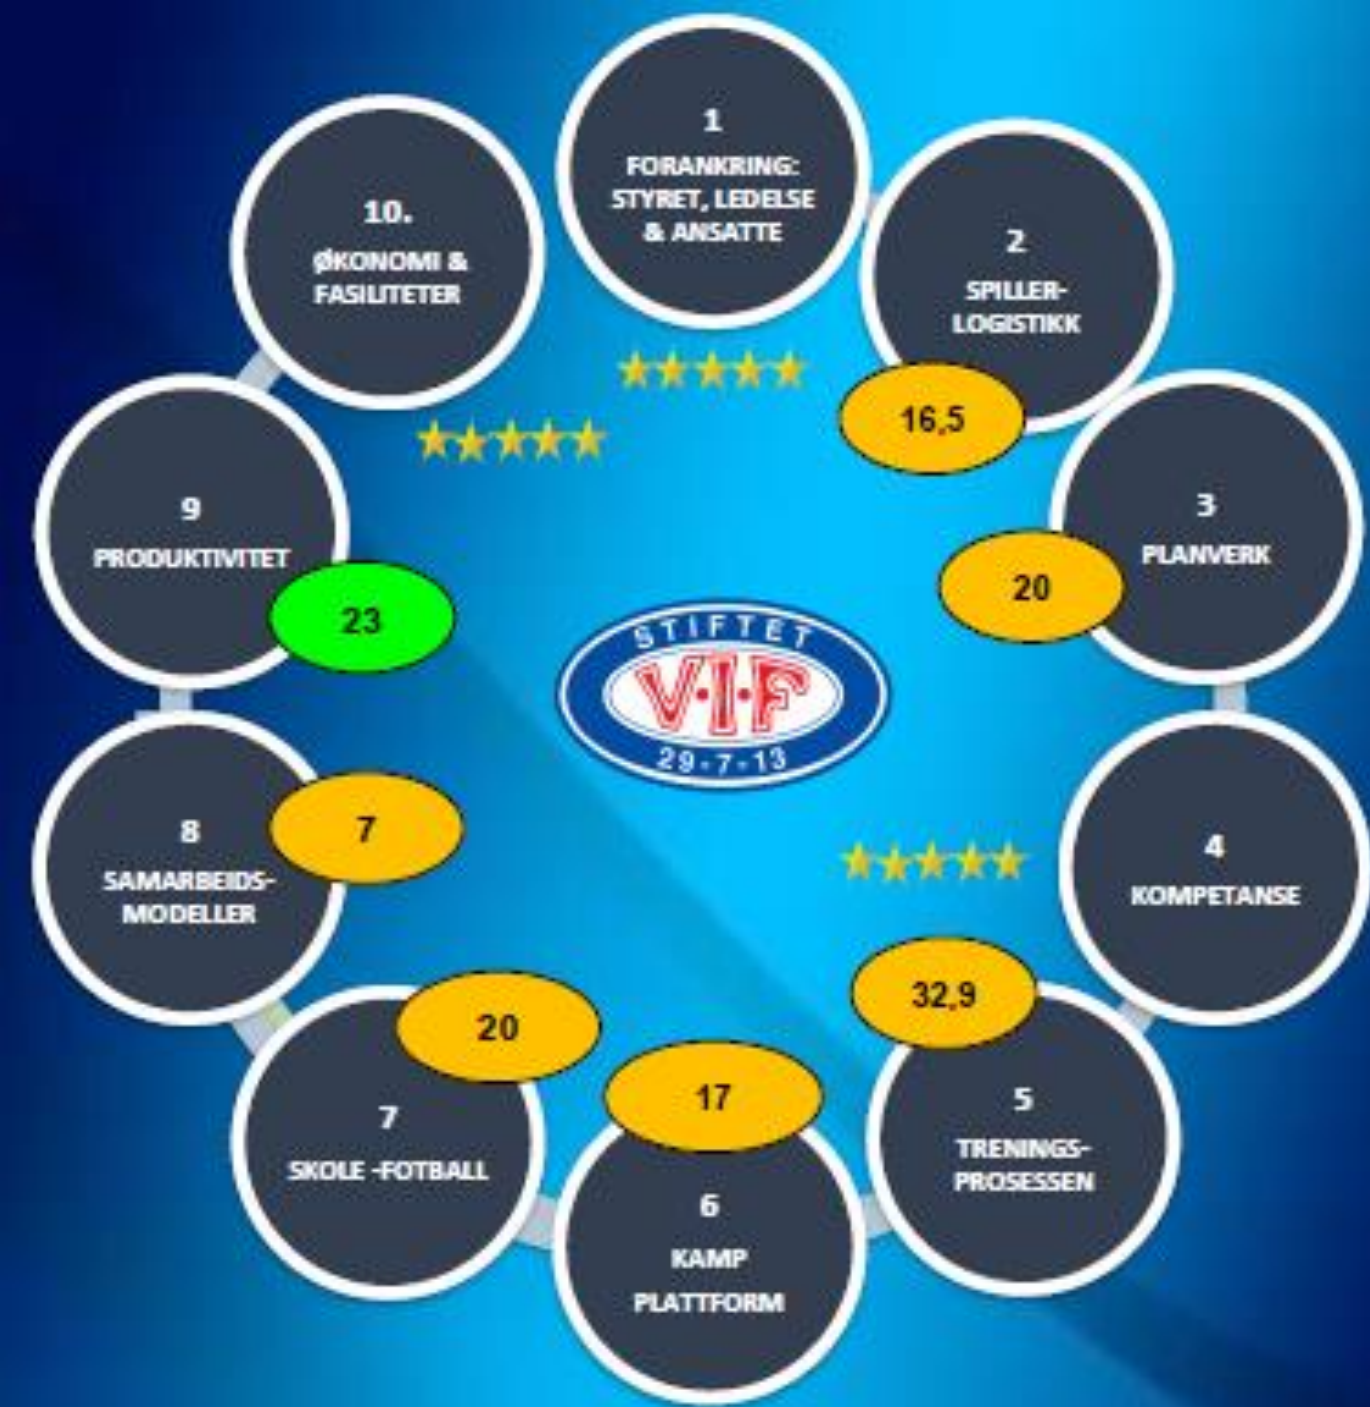 1
FORANKRING:
STYRET, LEDELSE
& ANSATTE
2
SPILLER-
LOGISTIKK
16,5
3
PLANVERK
20
4
KOMPETANSE
5
TRENINGS-
PROSESSEN
32,9
6
KAMP
PLATTFORM
17
7
SKOLE -FOTBALL
20
8
SAMARBEIDS-
MODELLER
7
9
PRODUKTIVITET
23
10.
ØKONOMI &
FASILITETER
STIFTET
V·I·F
29-7-13